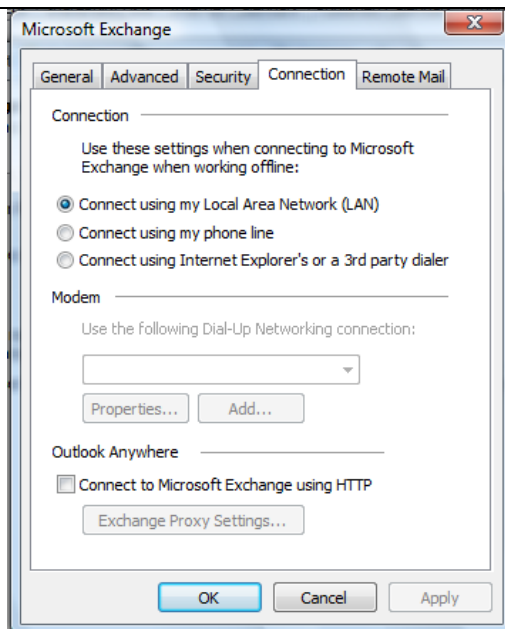 Microsoft Exchange
General Advanced Security Connection Remote Mail
Connection
Use these settings when connecting to Microsoft
Exchange when working offline:
Connect using my Local Area Network (LAN)
Connect using my phone line
Connect using Internet Explorer's or a 3rd party dialer
Modem
Use the following Dial-Up Networking connection:
Properties... Add...
Outlook Anywhere
Connect to Microsoft Exchange using HTTP
Exchange Proxy Settings...
OK Cancel Apply